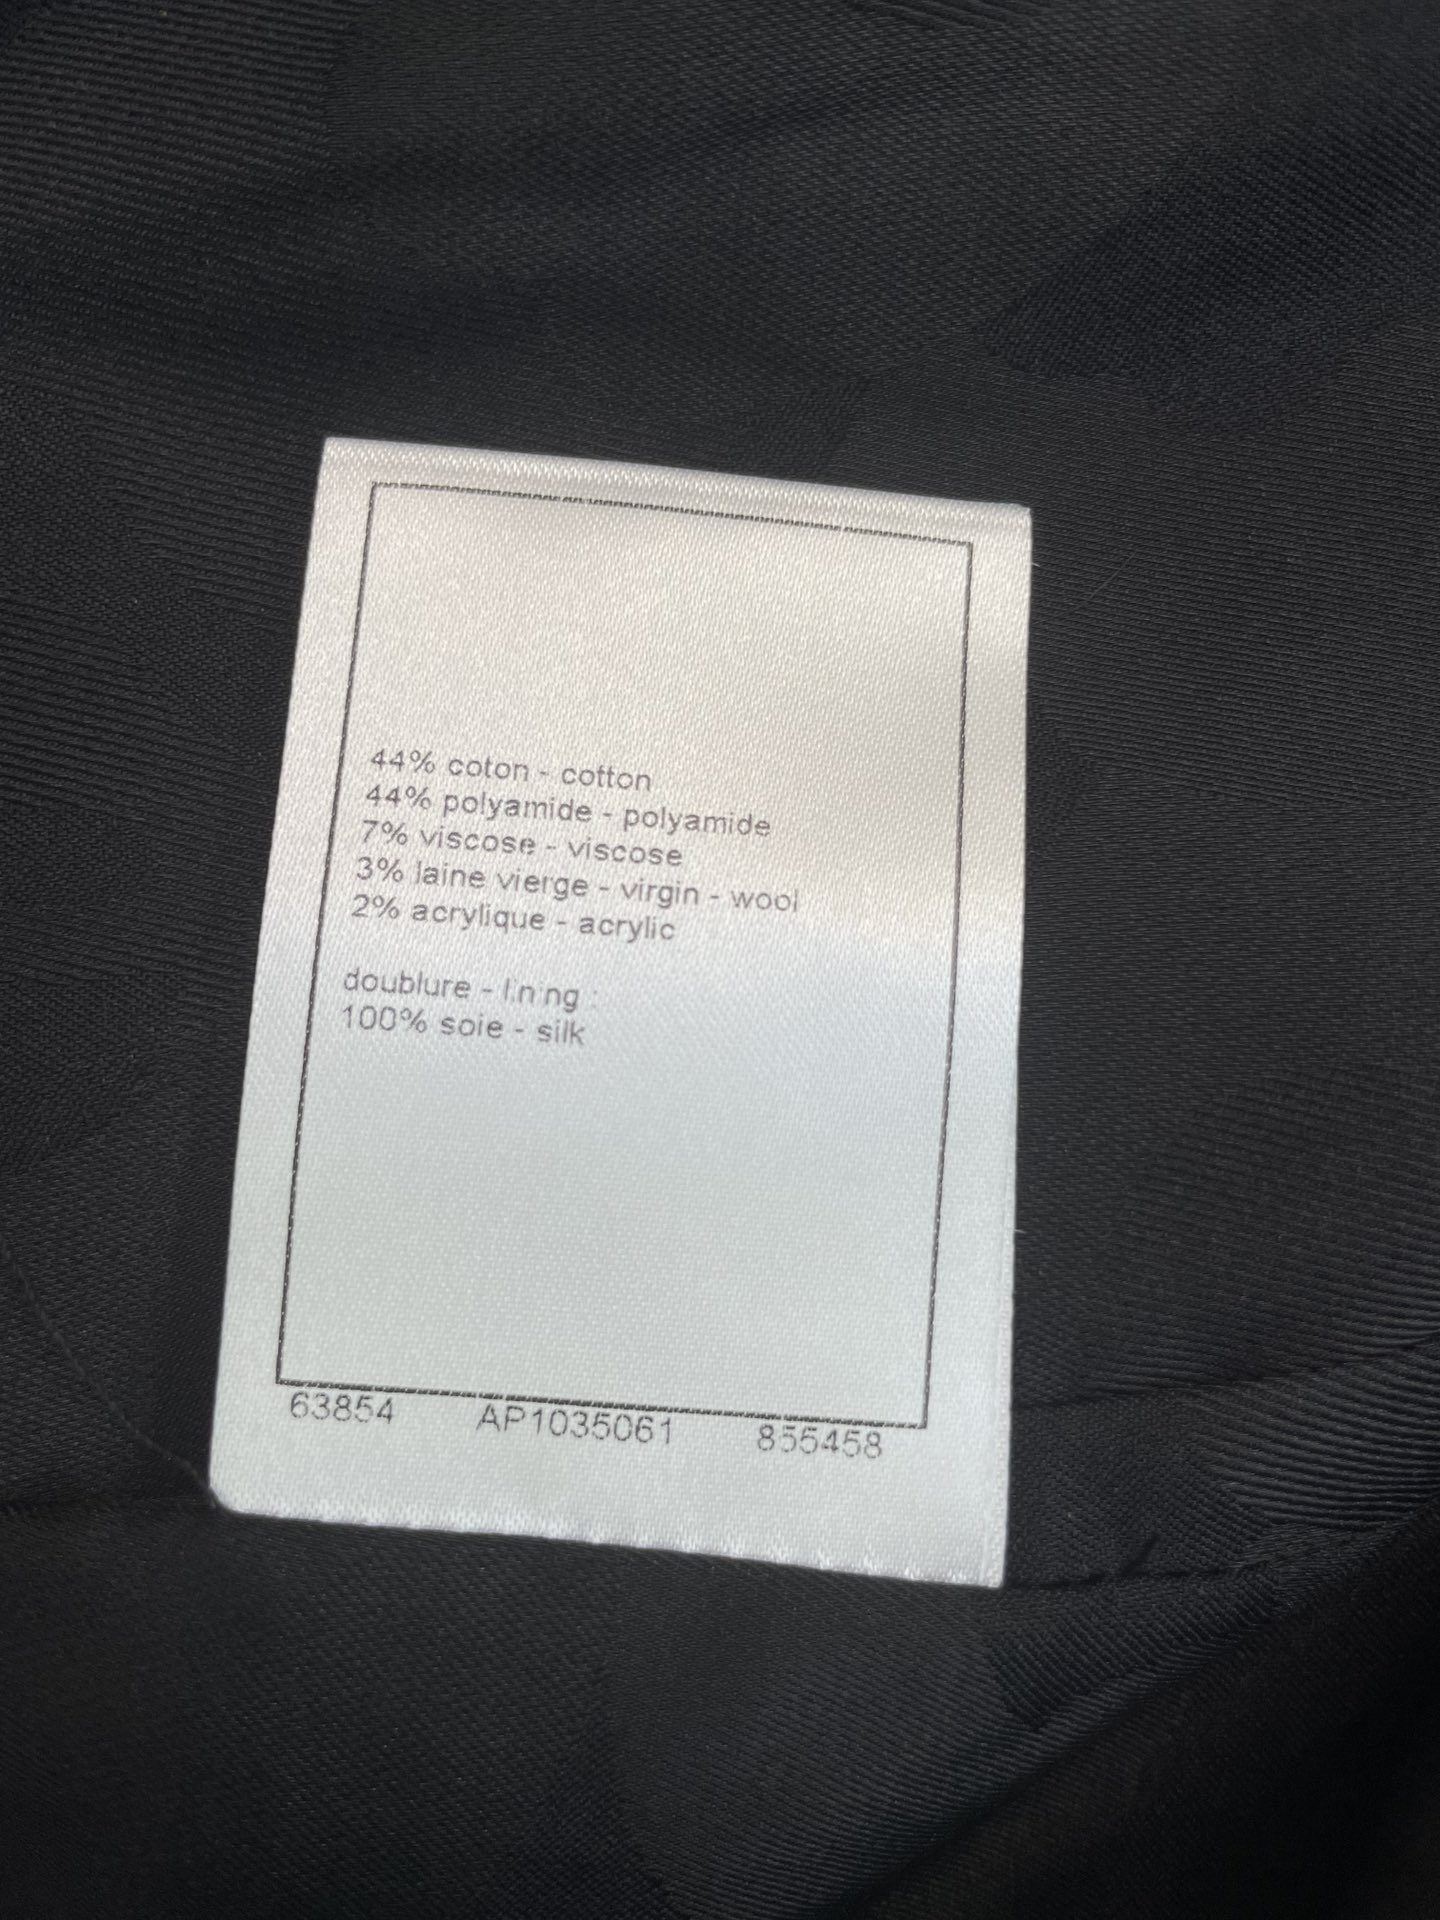 44% coton - cotton
44% polyamide - polyamide
7% viscose - viscose
3% laine vierge - virgin - wool
2% acrylique - acrylic
doublure - lining :
100% soie - silk
63854 AP1035061 855458